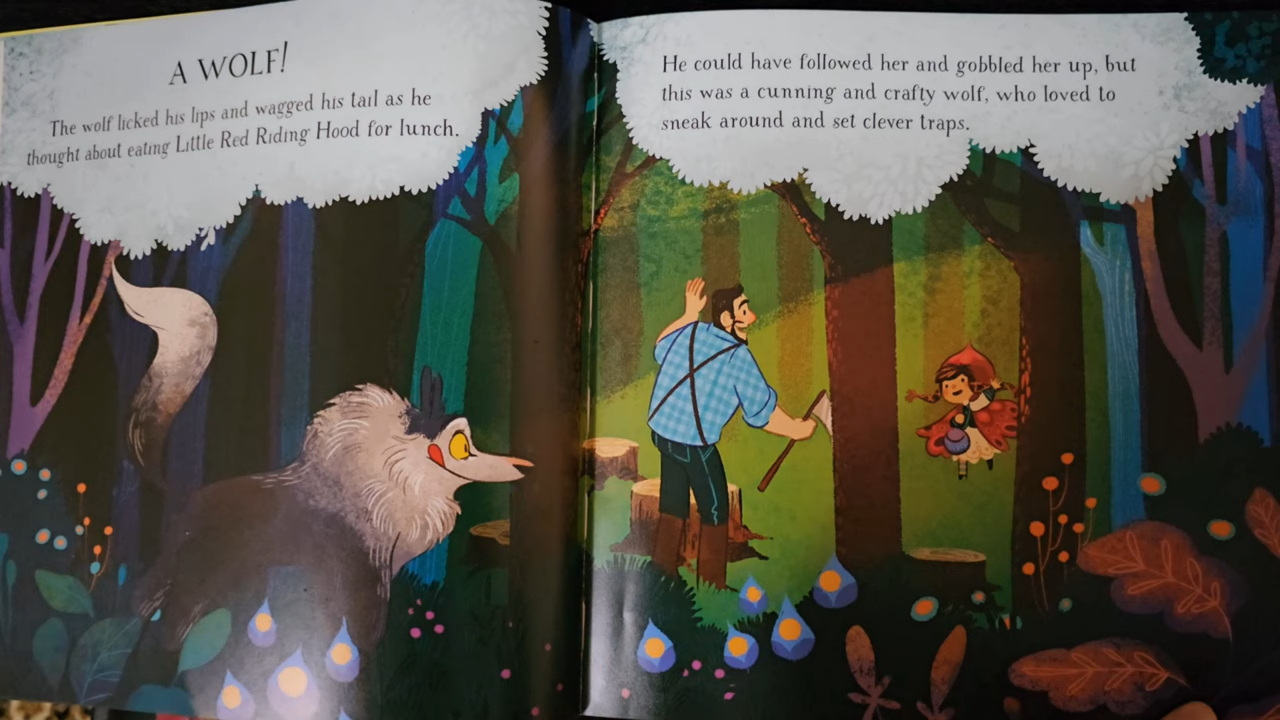 A WOLF!
The wolf licked his lips and wagged his tail as he
thought about eating Little Red Riding Hood for lunch.
He could have followed her and gobbled her up, but
this was a cunning and crafty wolf, who loved to
sneak around and set clever traps.